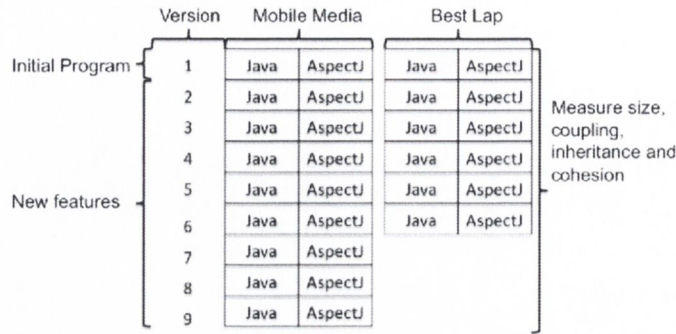 Version Mobile Media Best Lap
Initial Program 1 Java AspectJ Java AspectJ
2 Java AspectJ Java AspectJ
Measure size,
3 Java AspectJ Java AspectJ
coupling,
4 Java AspectJ Java AspectJ
inheritance and
cohesion
5 Java AspectJ Java AspectJ
New features
6 Java AspectJ Java AspectJ
7 Java AspectJ
8 Java AspectJ
9 Java AspectJ